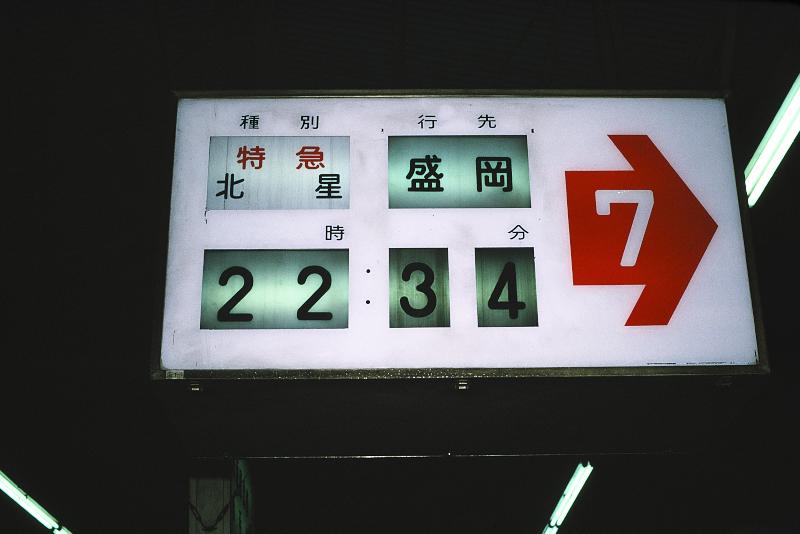 種別 行先
特急
北星 盛岡
時 分
22:34
7